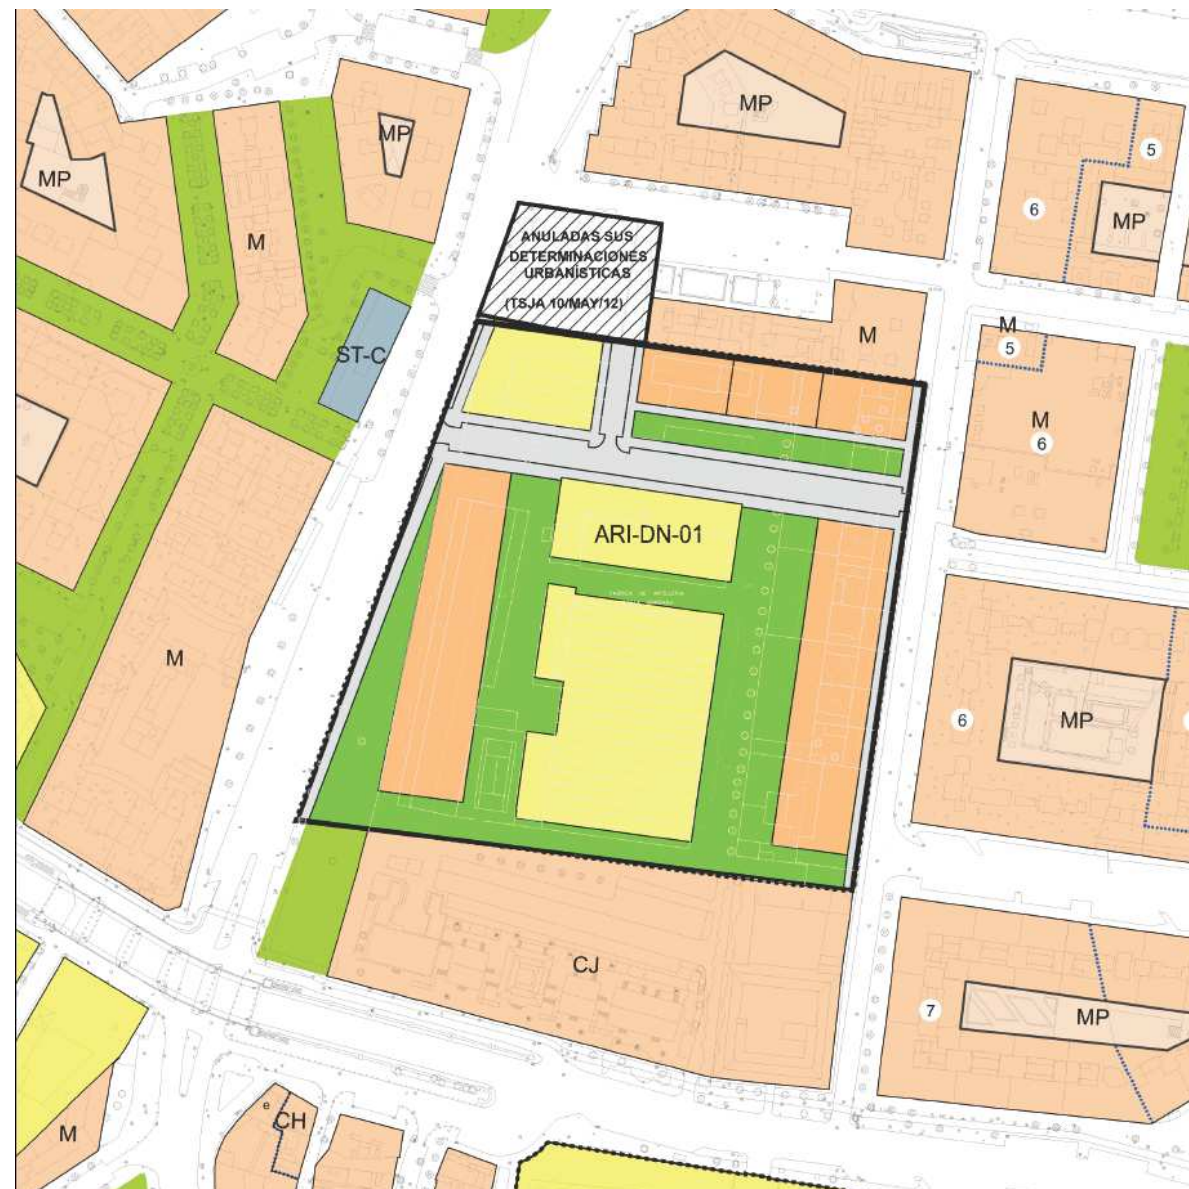 MP
5
MP
MP
MP
6
MP
M
ANULADAS SUS
DETERMINACIONES
URBANÍSTICAS
(TSJA 10/MAY/12)
M
M
5
ST-C
M
6
ARI-DN-01
M
6
MP
CJ
7
MP
e
CH
M